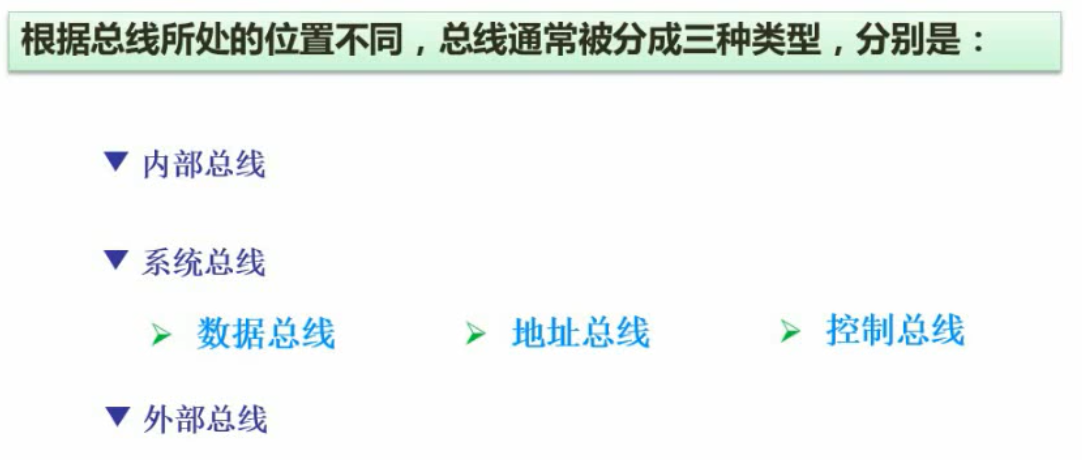 根据总线所处的位置不同，总线通常被分成三种类型，分别是：
内部总线
系统总线
数据总线 地址总线 控制总线
外部总线